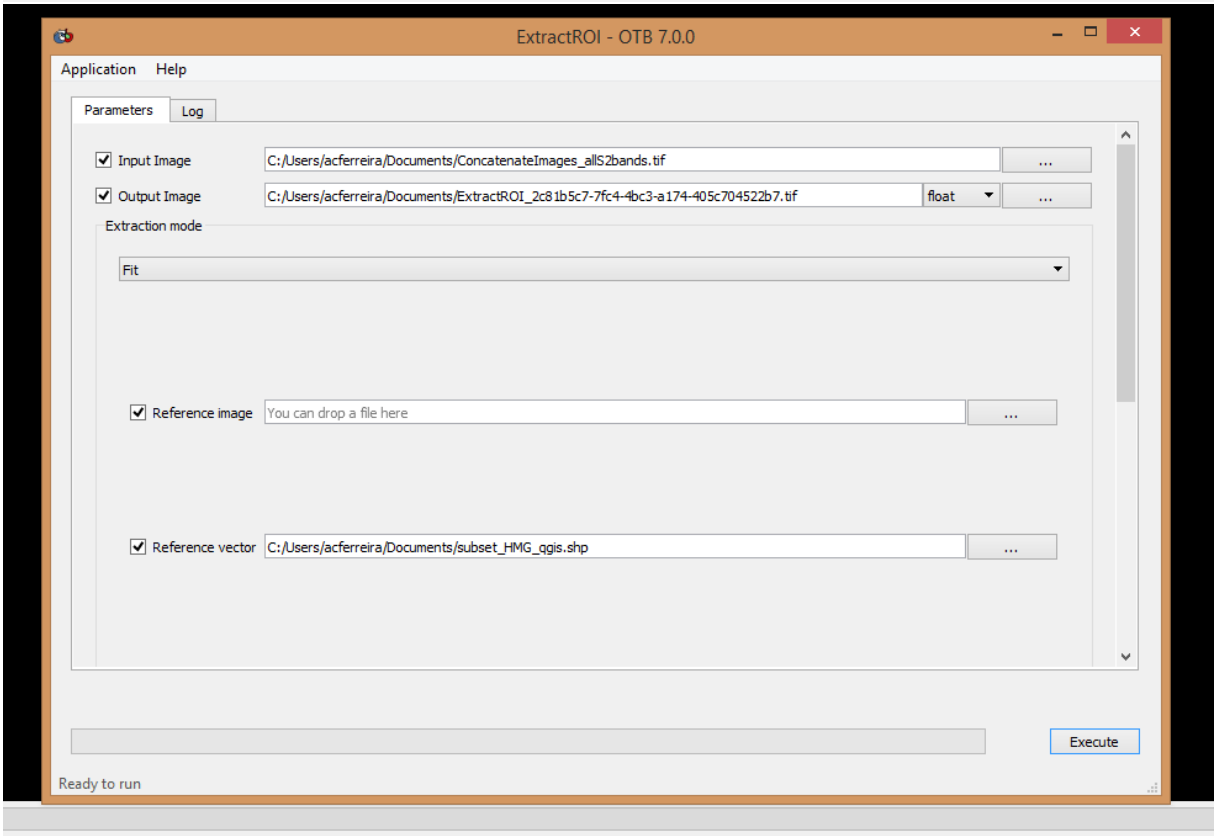 ExtractROI - OTB 7.0.0
Application Help
Parameters Log
Input Image C:/Users/acferreira/Documents/ConcatenateImages_allS2bands.tif ...
Output Image C:/Users/acferreira/Documents/ExtractROI_2c81b5c7-7fc4-4bc3-a174-405c704522b7.tif float ...
Extraction mode
Fit
Reference image You can drop a file here ...
Reference vector C:/Users/acferreira/Documents/subset_HMG_qgis.shp ...
Execute
Ready to run